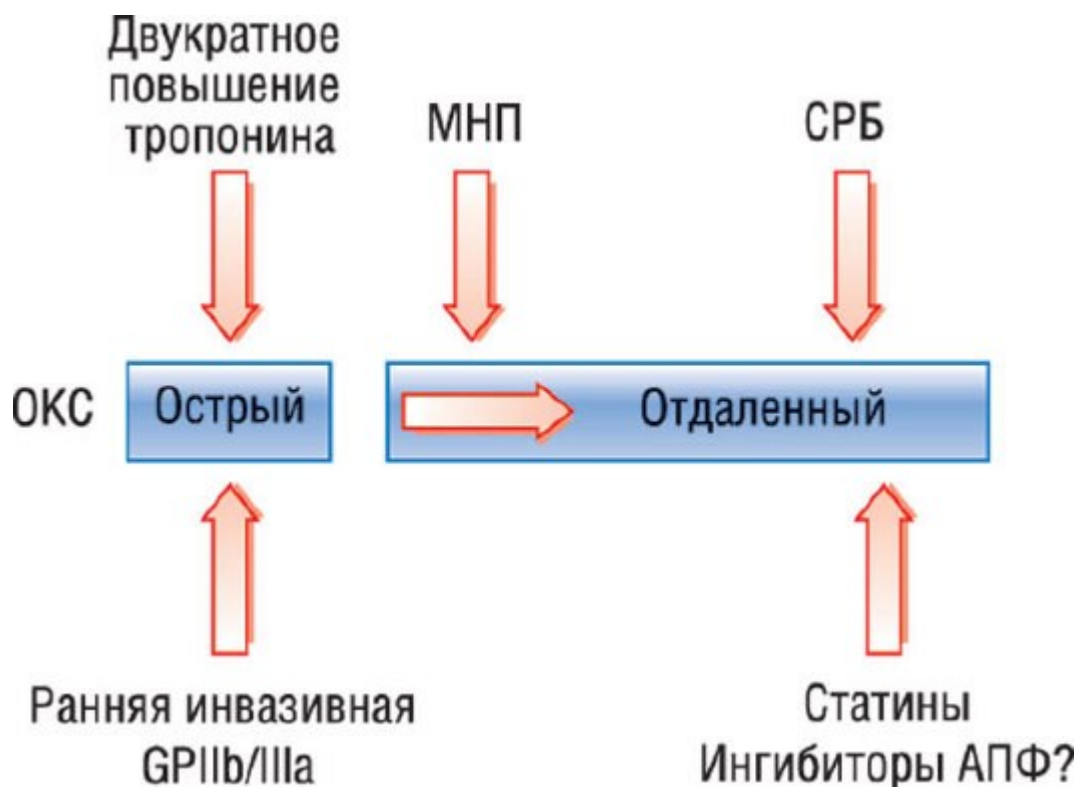 Двукратное
повышение
тропонина
МНП
СРБ
ОКС
Острый
Отдаленный
Ранняя инвазивная
GPIIb/IIIa
Статины
Ингибиторы АПФ?